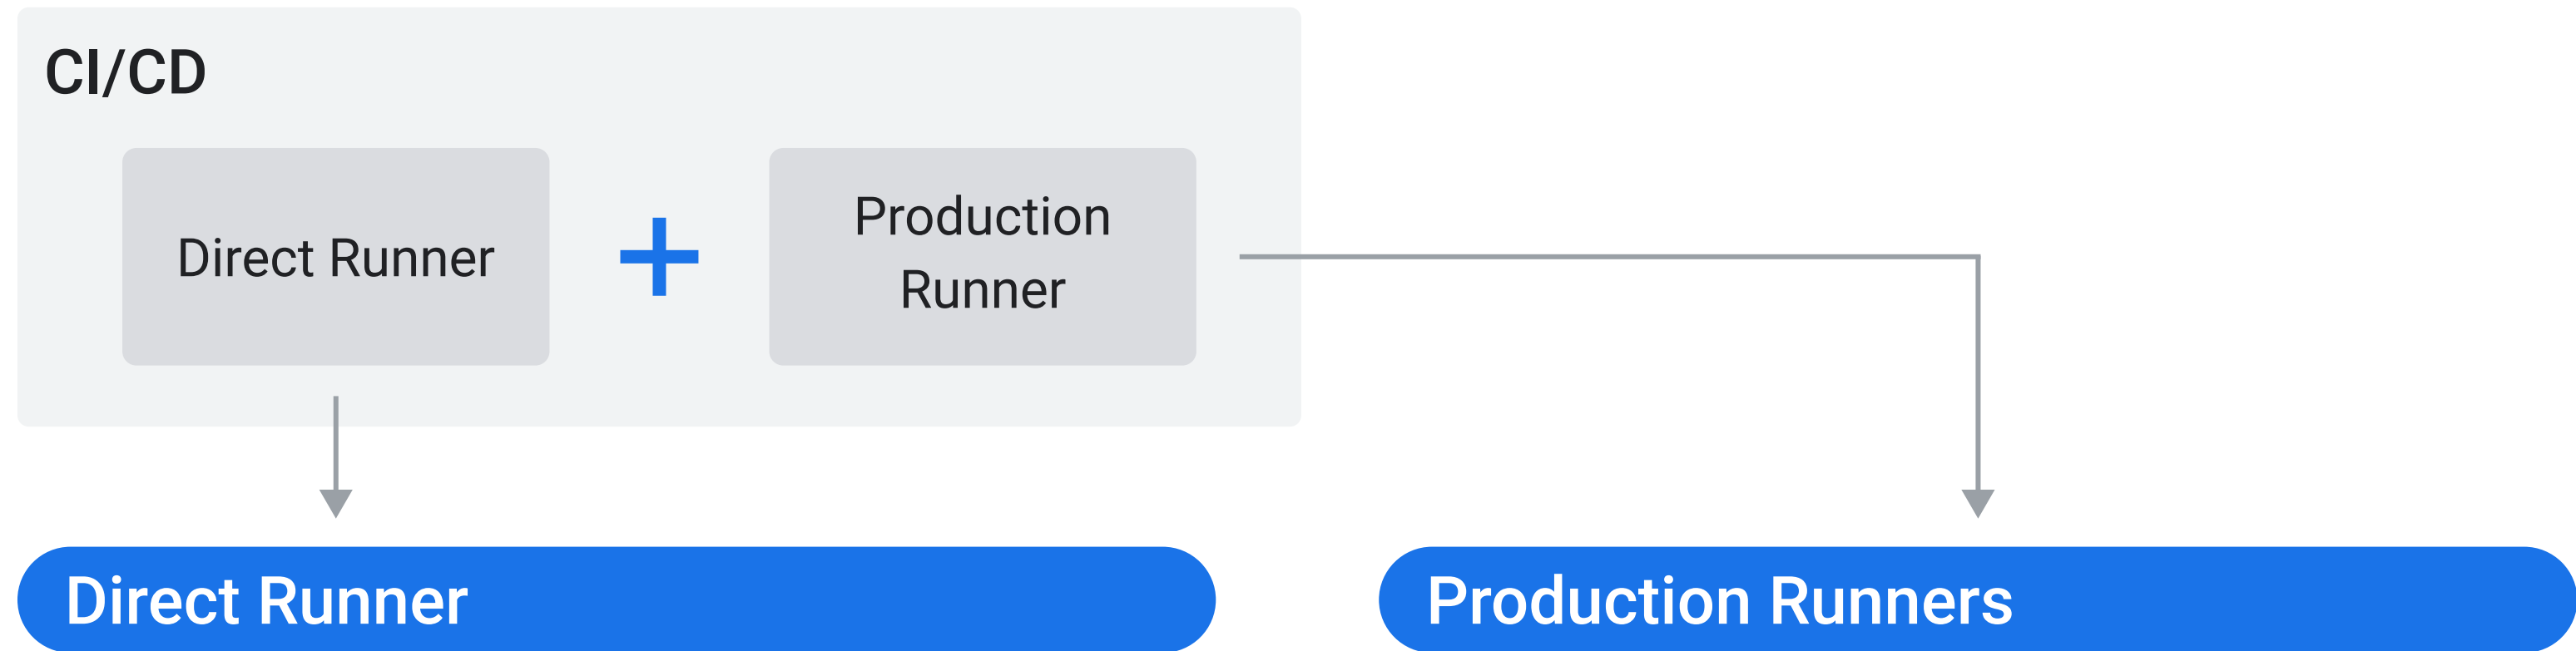 CI/CD
Direct Runner
Production
Runner
Direct Runner
Production Runners